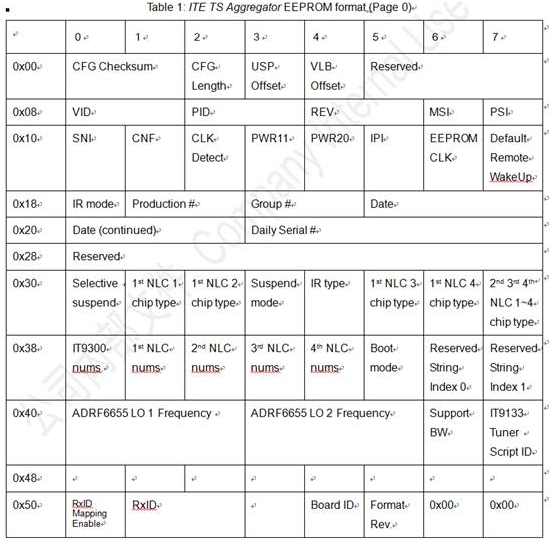 Table 1: ITE TS Aggregator EEPROM format (Page 0)
0 1 2 3 4 5 6 7
0x00 CFG Checksum CFG Length USP Offset VLB Offset Reserved
0x08 VID PID REV MSI PSI
0x10 SNI CNF CLK Detect PWR11 PWR20 IPI EEPROM CLK Default Remote WakeUp
0x18 IR mode Production # Group # Date
0x20 Date (continued) Daily Serial #
0x28 Reserved
0x30 Selective suspend 1st NLC 1 chip type 1st NLC 2 chip type Suspend mode IR type 1st NLC 3 chip type 1st NLC 4 chip type 2nd 3rd 4th NLC 1~4 chip type
0x38 IT9300 nums 1st NLC nums 2nd NLC nums 3rd NLC nums 4th NLC nums Boot mode Reserved String Index 0 Reserved String Index 1
0x40 ADRF6655 LO 1 Frequency ADRF6655 LO 2 Frequency Support BW IT9133 Tuner Script ID
0x48
0x50 RxID Mapping Enable RxID Board ID Format Rev. 0x00 0x00
公司内部文件 Company Internal Use